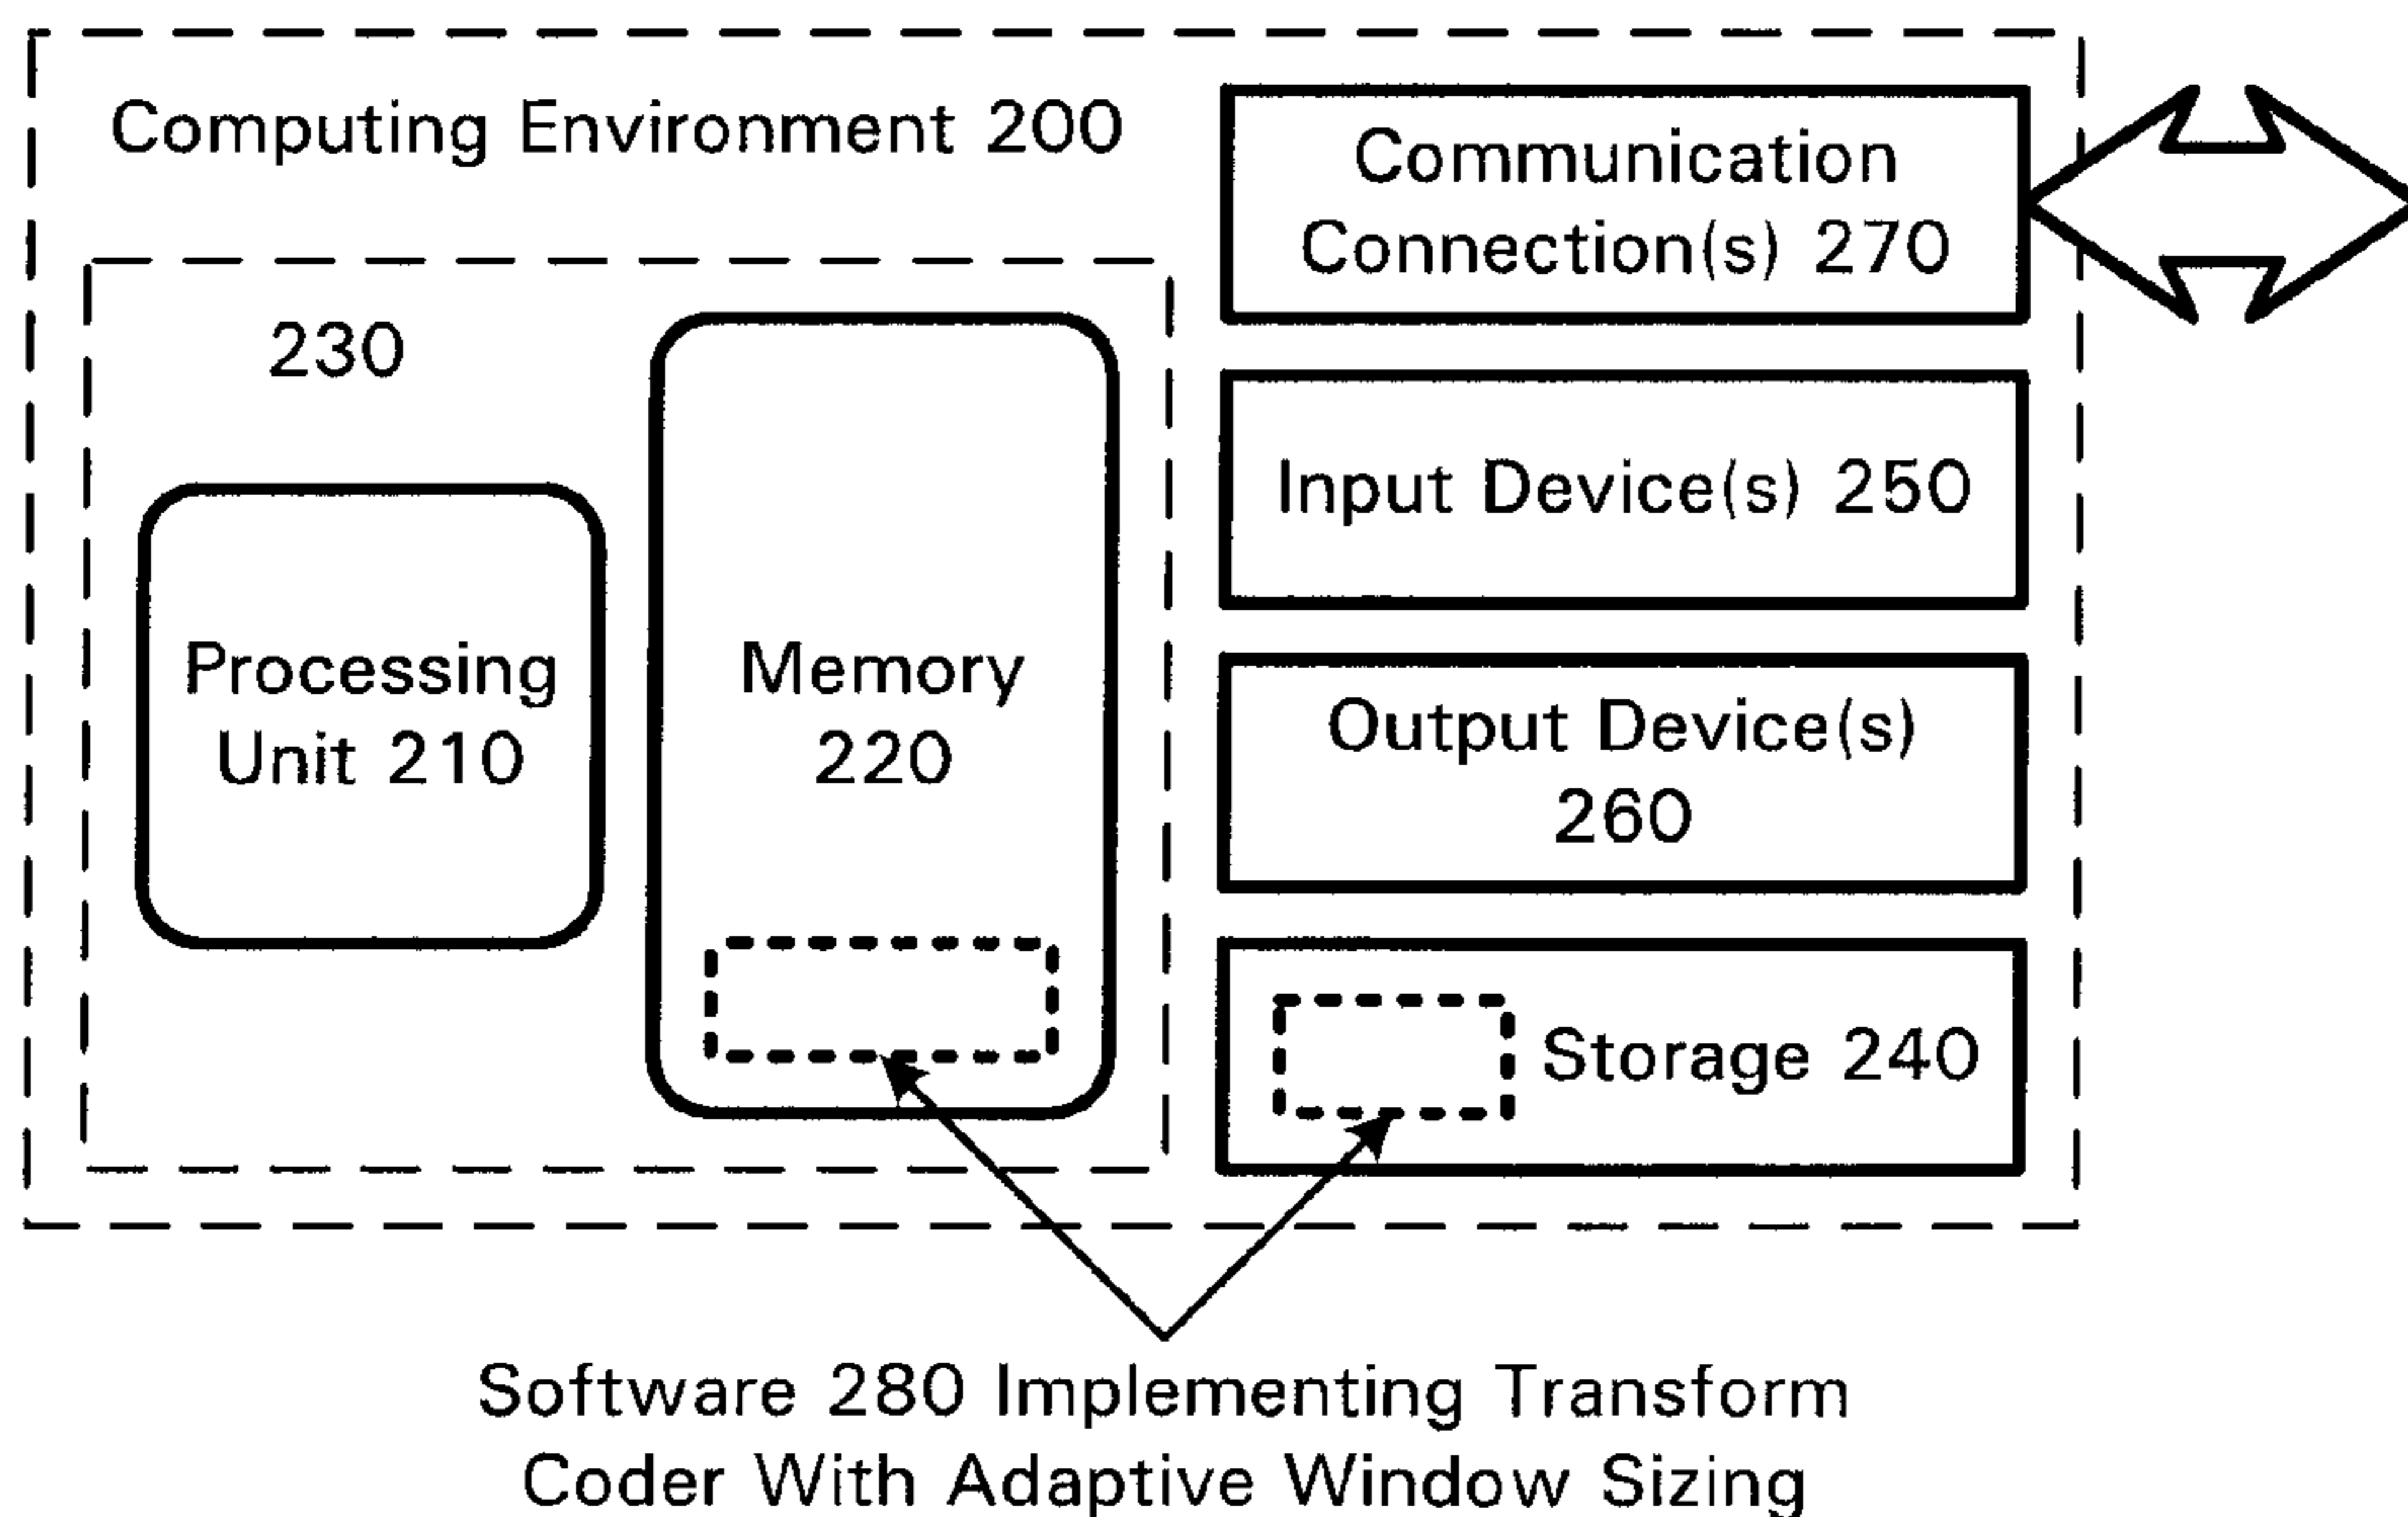 Computing Environment 200
Communication
Connection(s) 270
230
Input Device(s) 250
Processing
Unit 210
Memory
220
Output Device(s)
260
Storage 240
Software 280 Implementing Transform
Coder With Adaptive Window Sizing